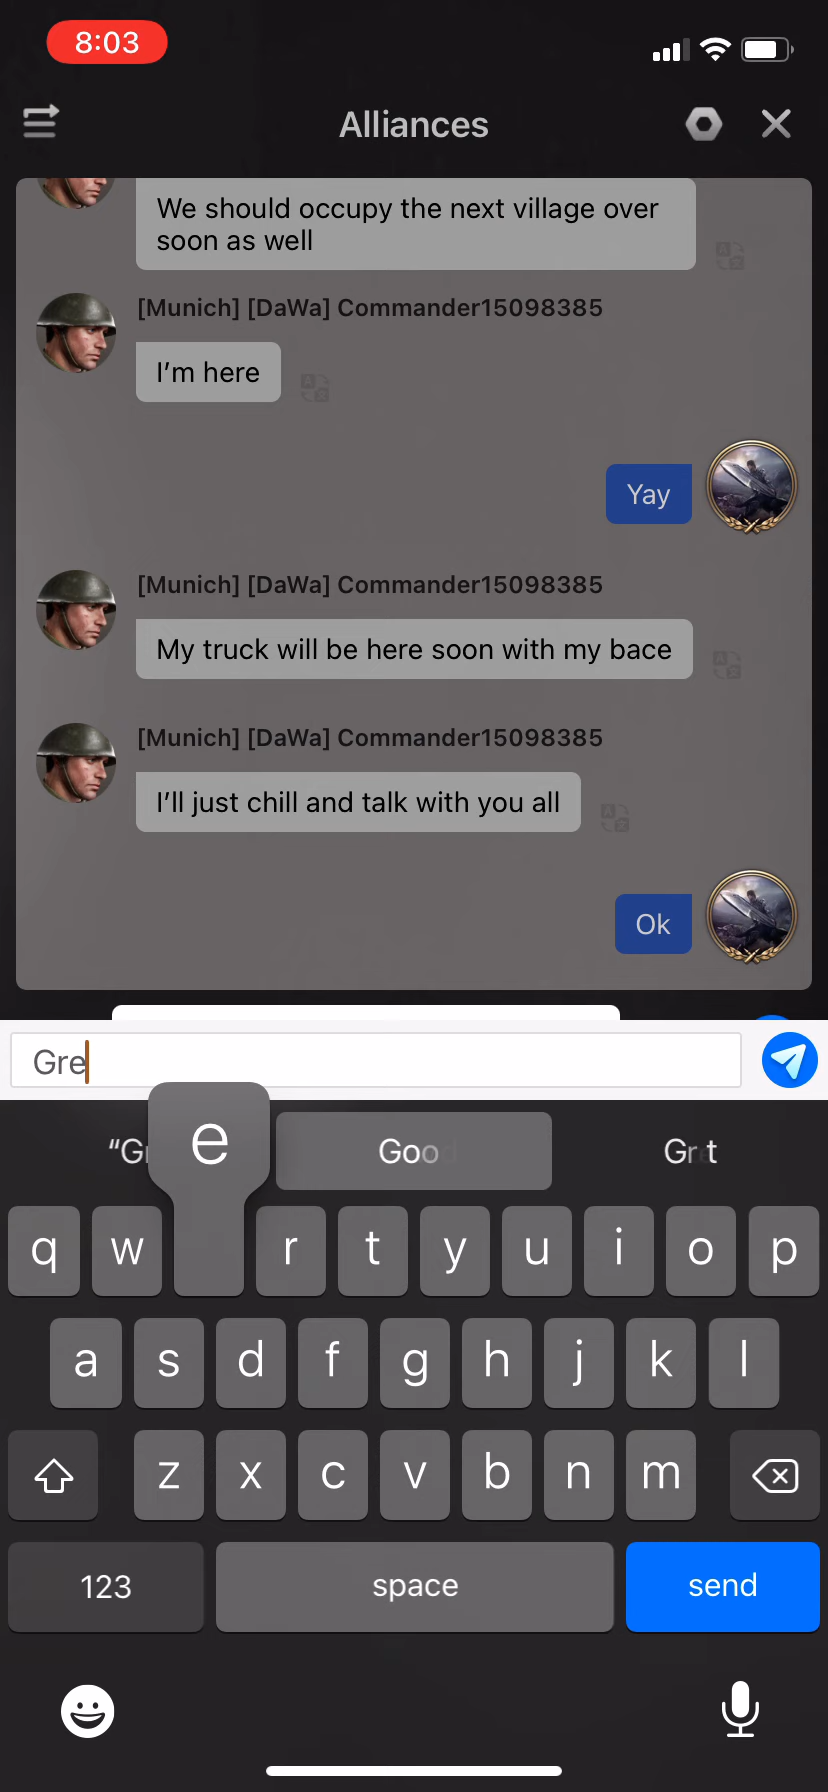 8:03
Alliances
We should occupy the next village over
soon as well
[Munich] [DaWa] Commander15098385
I'm here
Yay
[Munich] [DaWa] Commander15098385
My truck will be here soon with my bace
[Munich] [DaWa] Commander15098385
I'll just chill and talk with you all
Ok
Gre
e
q w r t y u i o p
a s d f g h j k l
z x c v b n m
123 space send